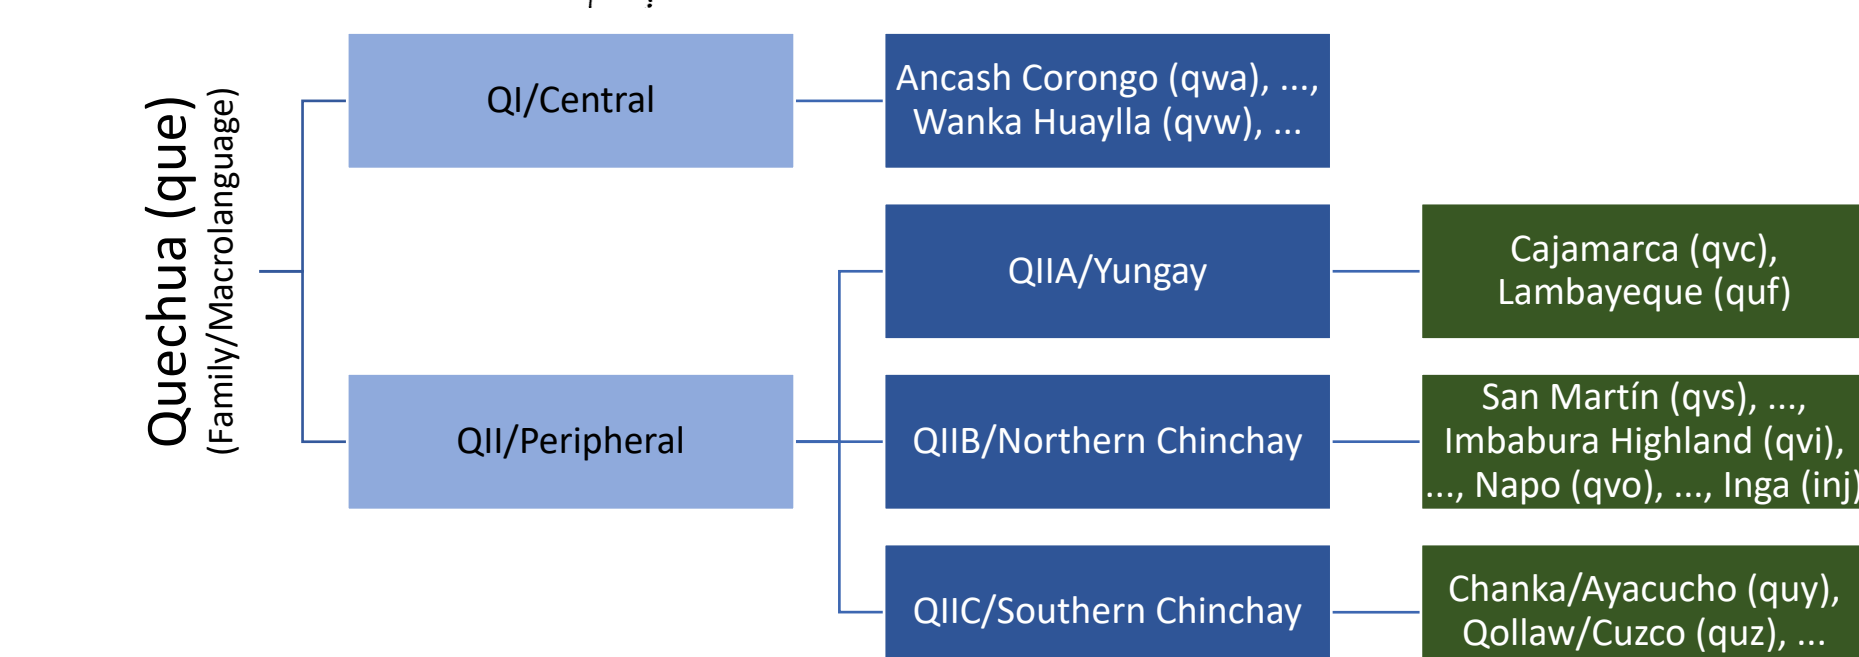 Quechua (que)
(Family/Macrolanguage)
QI/Central
Ancash Corongo (qwa), ...,
Wanka Huaylla (qvw), ...
QII/Peripheral
QIIA/Yungay
Cajamarca (qvc),
Lambayeque (quf)
QIIB/Northern Chinchay
San Martín (qvs), ...,
Imbabura Highland (qvi),
..., Napo (qvo), ..., Inga (inj)
QIIC/Southern Chinchay
Chanka/Ayacucho (quy),
Qollaw/Cuzco (quz), ...